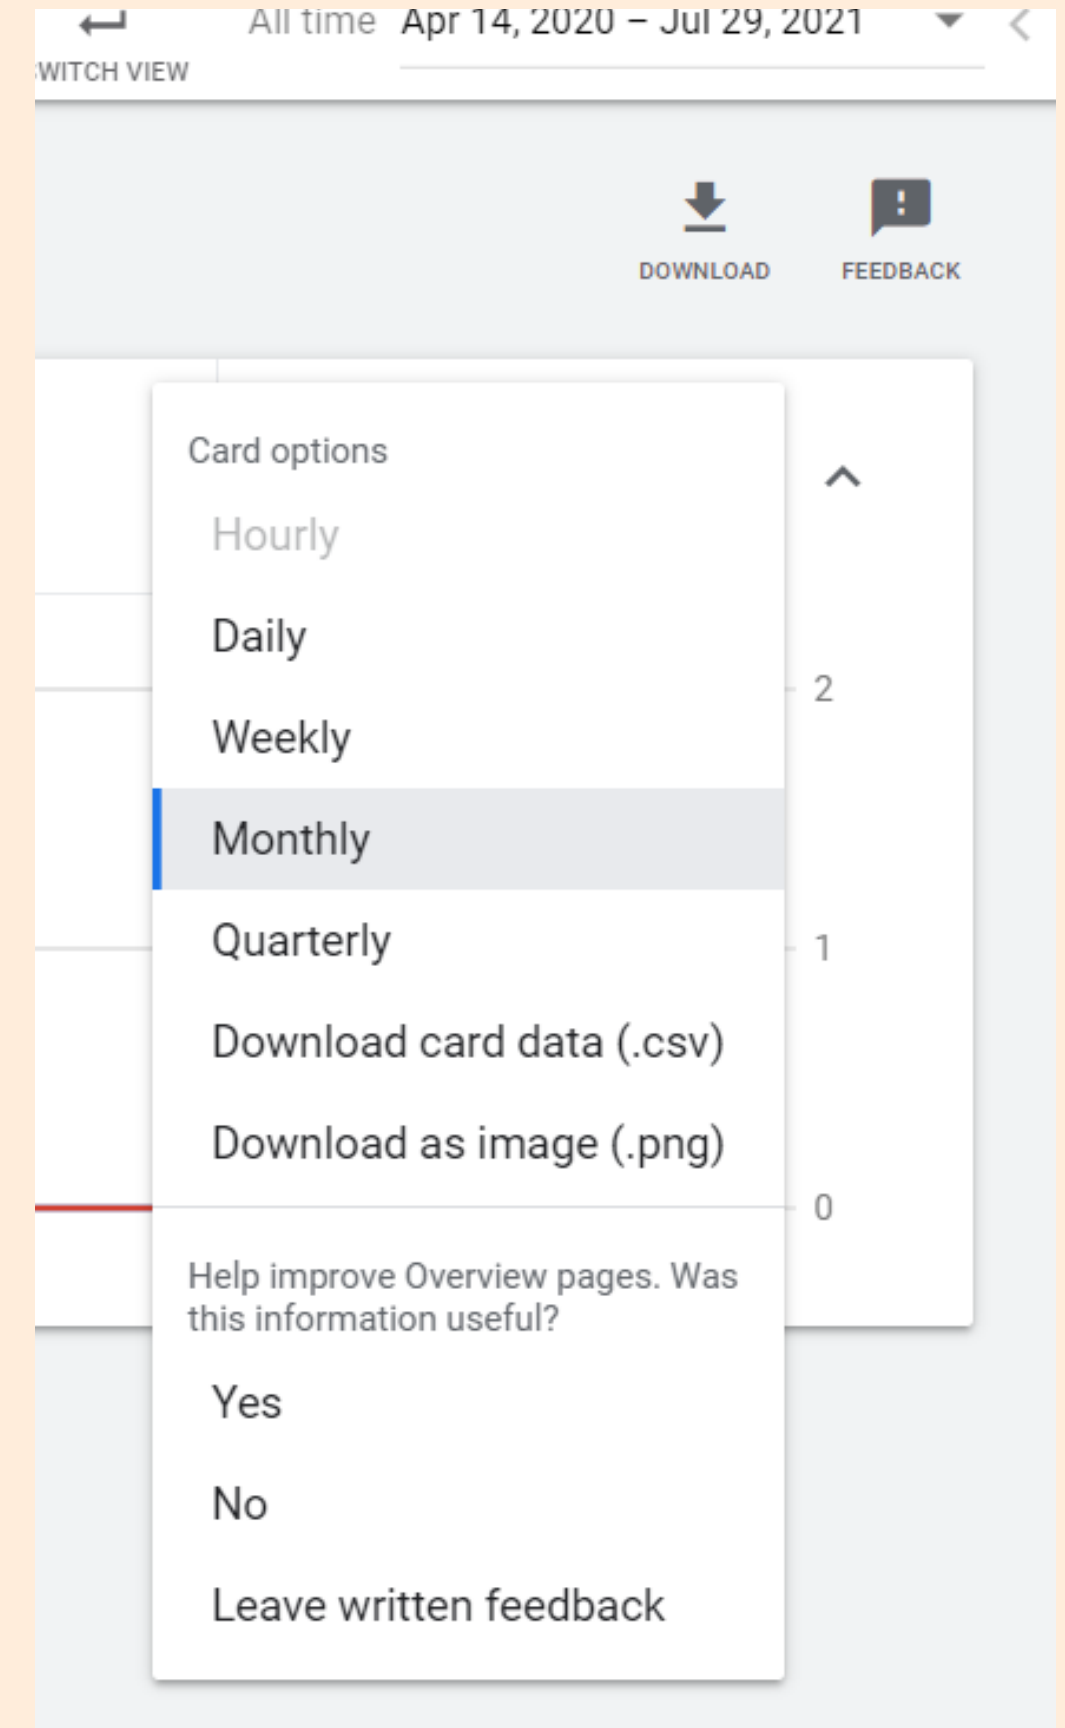 All time Apr 14, 2020 – Jul 29, 2021
WITCH VIEW
DOWNLOAD FEEDBACK
Card options
Hourly
Daily
2
Weekly
Monthly
Quarterly
1
Download card data (.csv)
Download as image (.png)
0
Help improve Overview pages. Was
this information useful?
Yes
No
Leave written feedback